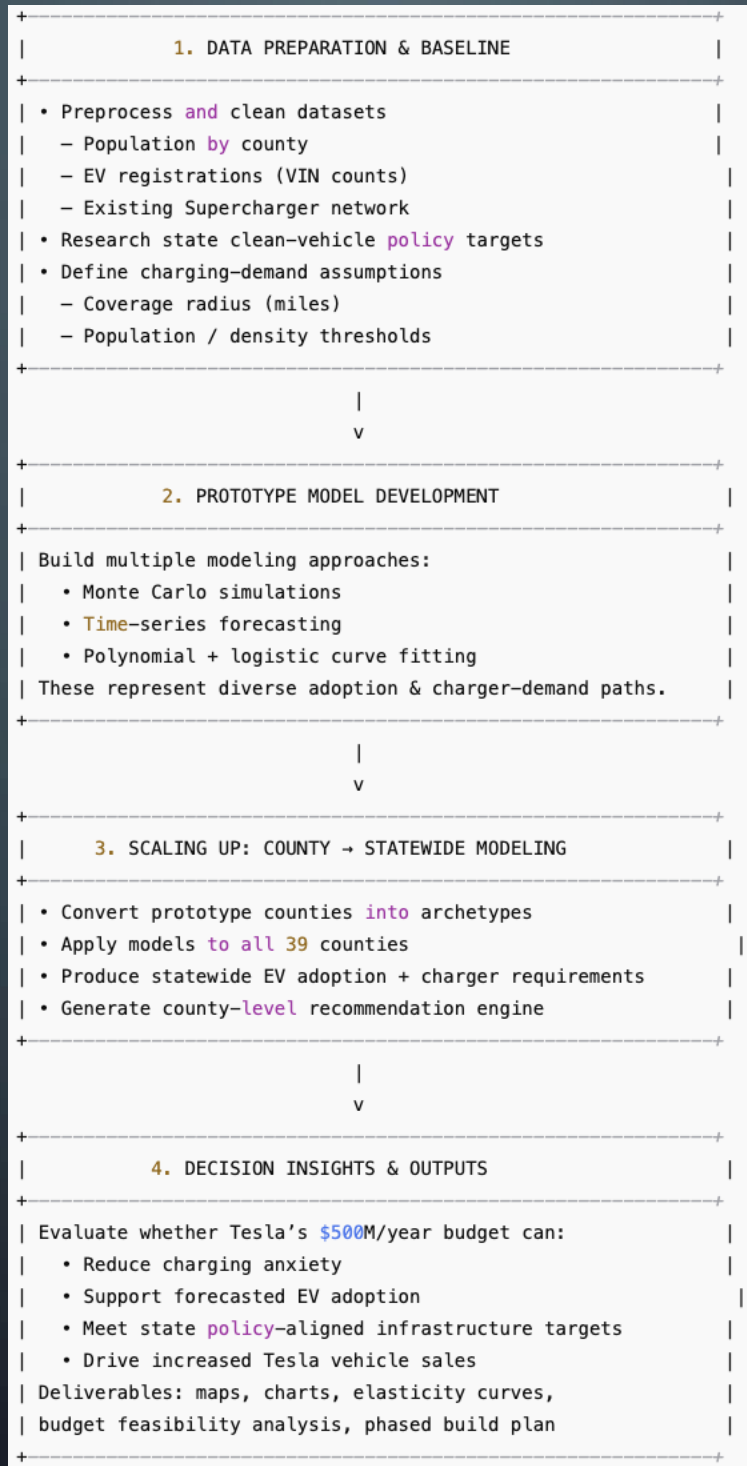 1. DATA PREPARATION & BASELINE
• Preprocess and clean datasets
– Population by county
– EV registrations (VIN counts)
– Existing Supercharger network
• Research state clean-vehicle policy targets
• Define charging-demand assumptions
– Coverage radius (miles)
– Population / density thresholds
|
v
2. PROTOTYPE MODEL DEVELOPMENT
Build multiple modeling approaches:
• Monte Carlo simulations
• Time-series forecasting
• Polynomial + logistic curve fitting
These represent diverse adoption & charger-demand paths.
|
v
3. SCALING UP: COUNTY → STATEWIDE MODELING
• Convert prototype counties into archetypes
• Apply models to all 39 counties
• Produce statewide EV adoption + charger requirements
• Generate county-level recommendation engine
|
v
4. DECISION INSIGHTS & OUTPUTS
Evaluate whether Tesla’s $500M/year budget can:
• Reduce charging anxiety
• Support forecasted EV adoption
• Meet state policy-aligned infrastructure targets
• Drive increased Tesla vehicle sales
Deliverables: maps, charts, elasticity curves,
budget feasibility analysis, phased build plan